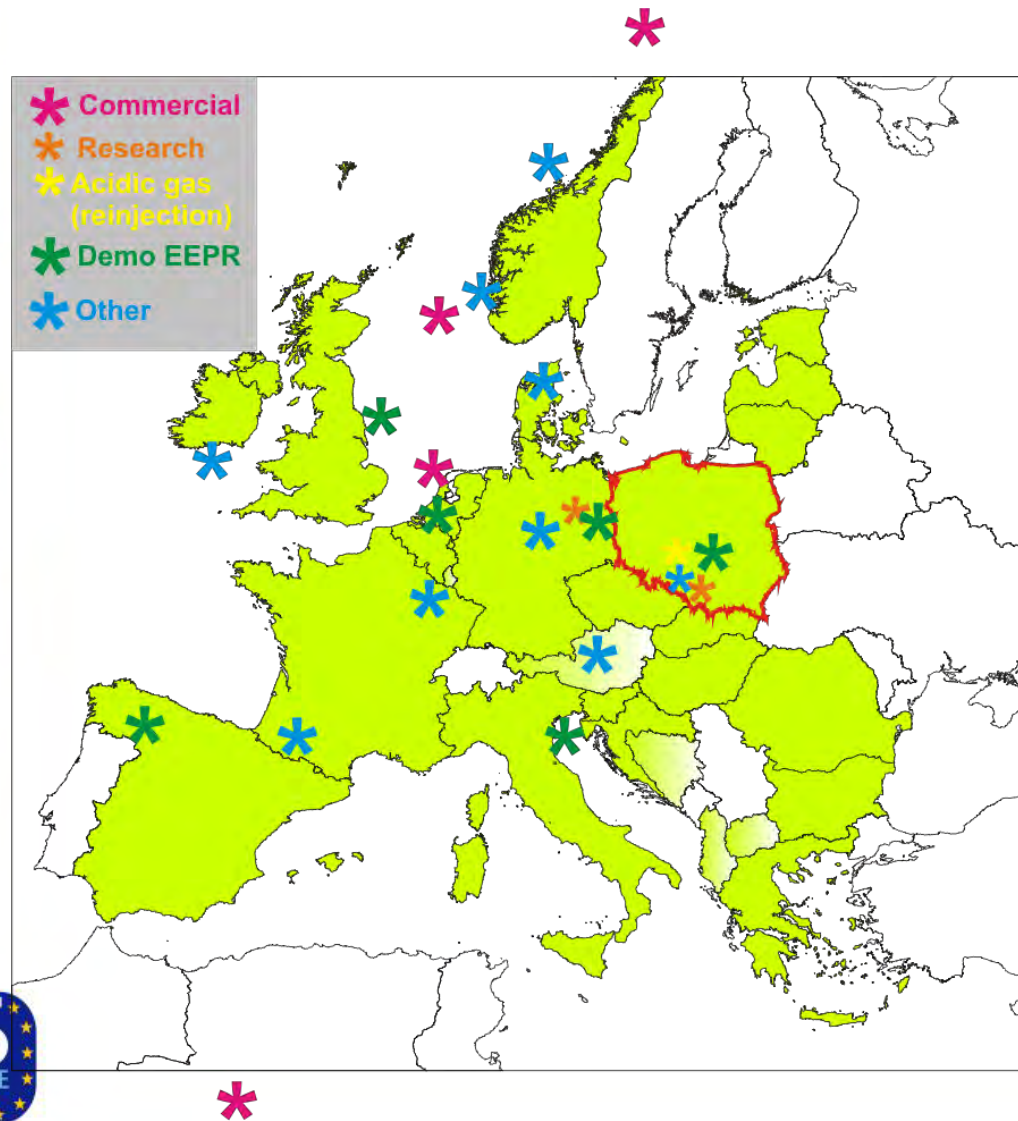 Commercial
Research
Acidic gas
(reinjection)
Demo EEPR
Other